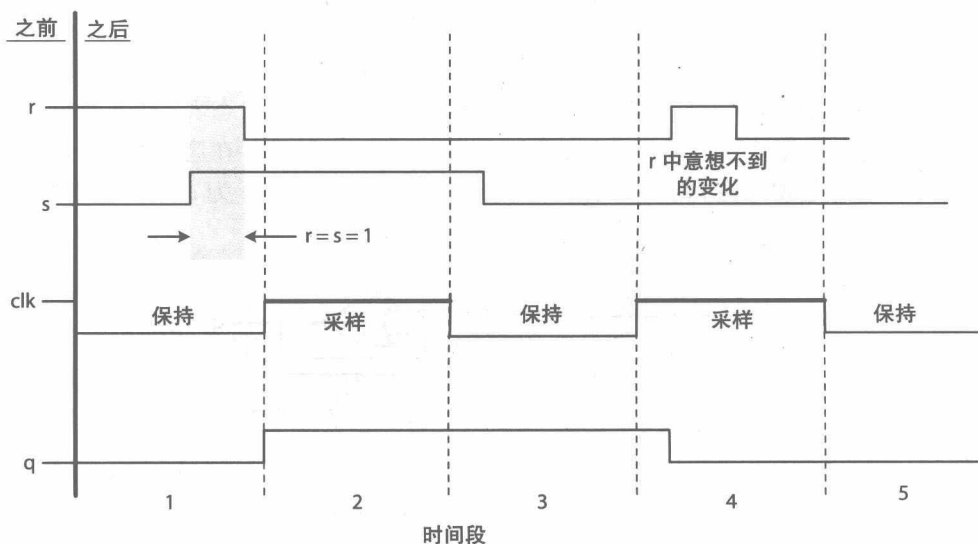 之前 之后
r
r 中意想不到
的变化
s
r = s = 1
clk
保持 采样 保持 采样 保持
q
1 2 3 4 5
时间段